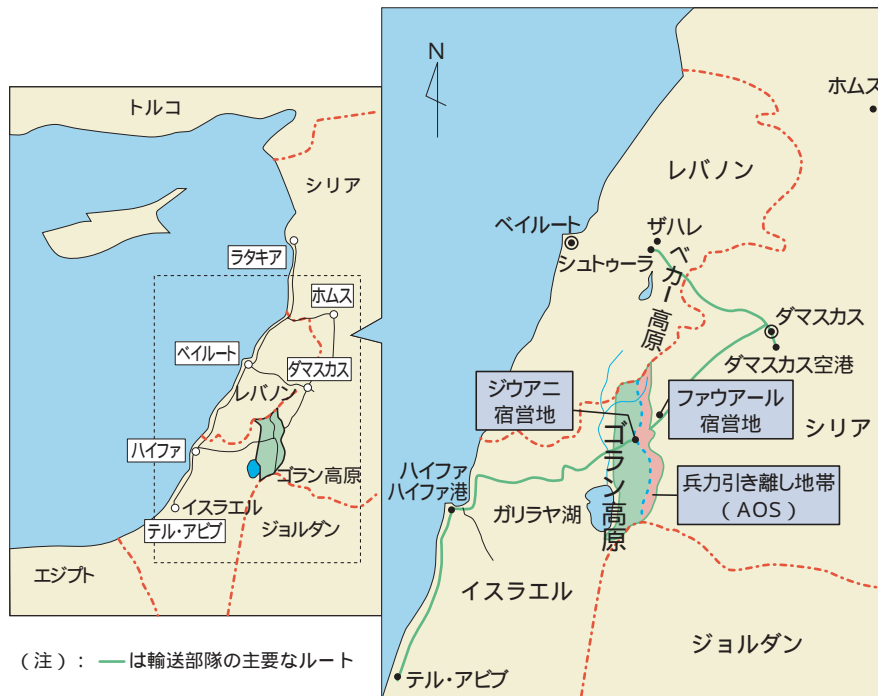 トルコ
シリア
ラタキア
ホムス
ベイルート
ダマスカス
レバノン
ハイファ
ゴラン高原
イスラエル
テル・アビブ
ジョルダン
エジプト
N
ホムス
レバノン
ベイルート
ザハレ
シュトゥーラ
ベカー高原
ダマスカス
ダマスカス空港
ジウアニ
宿営地
ファウアール
宿営地
シリア
ゴラン高原
ハイファ
ハイファ港
兵力引き離し地帯
(AOS)
ガリラヤ湖
イスラエル
ジョルダン
テル・アビブ
(注): は輸送部隊の主要なルート